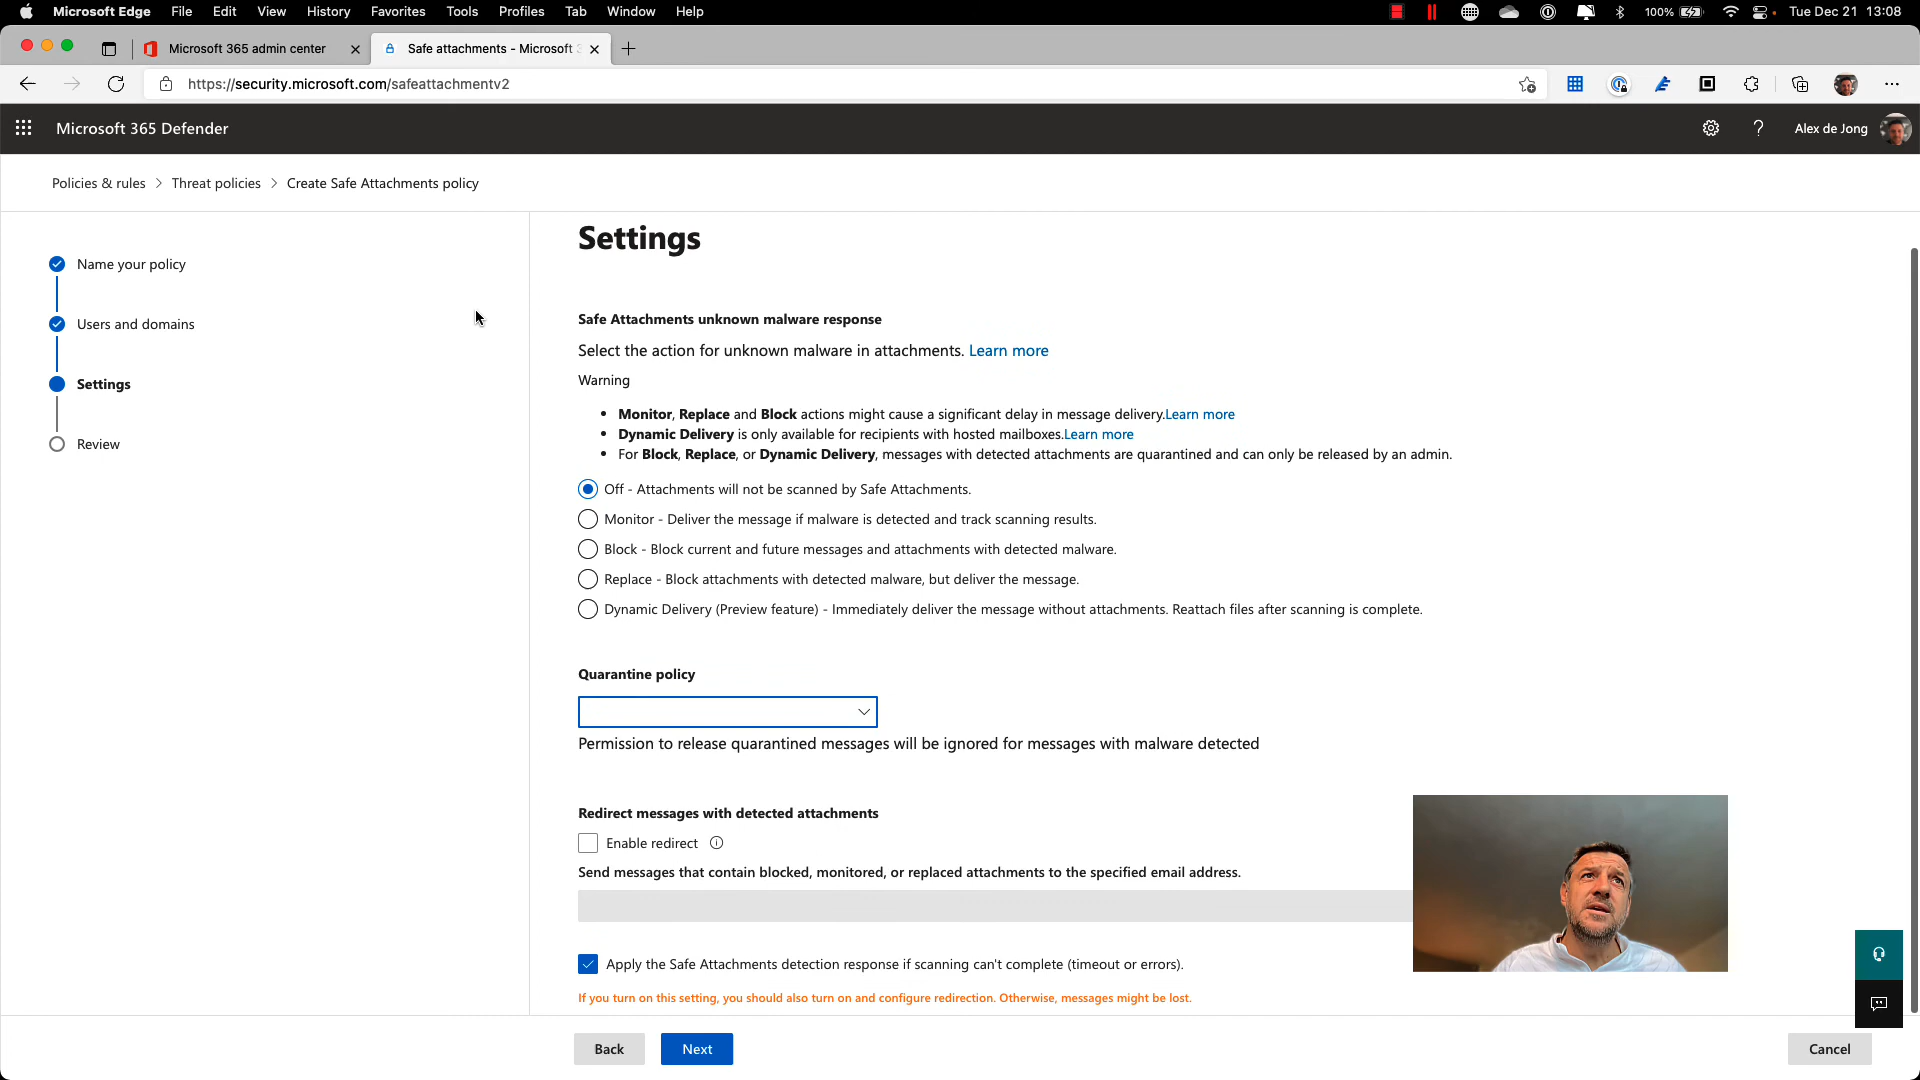 Microsoft Edge File Edit View History Favorites Tools Profiles Tab Window Help 100% Tue Dec 21 13:08
Microsoft 365 admin center
Safe attachments - Microsoft
https://security.microsoft.com/safeattachmentv2
Microsoft 365 Defender
Alex de Jong
Policies & rules > Threat policies > Create Safe Attachments policy
Name your policy
Users and domains
Settings
Review
Settings
Safe Attachments unknown malware response
Select the action for unknown malware in attachments. Learn more
Warning
• Monitor, Replace and Block actions might cause a significant delay in message delivery.Learn more
• Dynamic Delivery is only available for recipients with hosted mailboxes.Learn more
• For Block, Replace, or Dynamic Delivery, messages with detected attachments are quarantined and can only be released by an admin.
Off - Attachments will not be scanned by Safe Attachments.
Monitor - Deliver the message if malware is detected and track scanning results.
Block - Block current and future messages and attachments with detected malware.
Replace - Block attachments with detected malware, but deliver the message.
Dynamic Delivery (Preview feature) - Immediately deliver the message without attachments. Reattach files after scanning is complete.
Quarantine policy
Permission to release quarantined messages will be ignored for messages with malware detected
Redirect messages with detected attachments
Enable redirect
Send messages that contain blocked, monitored, or replaced attachments to the specified email address.
Apply the Safe Attachments detection response if scanning can't complete (timeout or errors).
If you turn on this setting, you should also turn on and configure redirection. Otherwise, messages might be lost.
Back
Next
Cancel